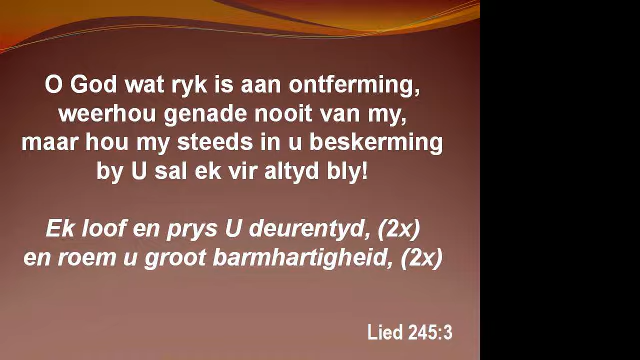 O God wat ryk is aan ontferming,
weerhou genade nooit van my,
maar hou my steeds in u beskerming
by U sal ek vir altyd bly!
Ek loof en prys U deurentyd, (2x)
en roem u groot barmhartigheid, (2x)
Lied 245:3